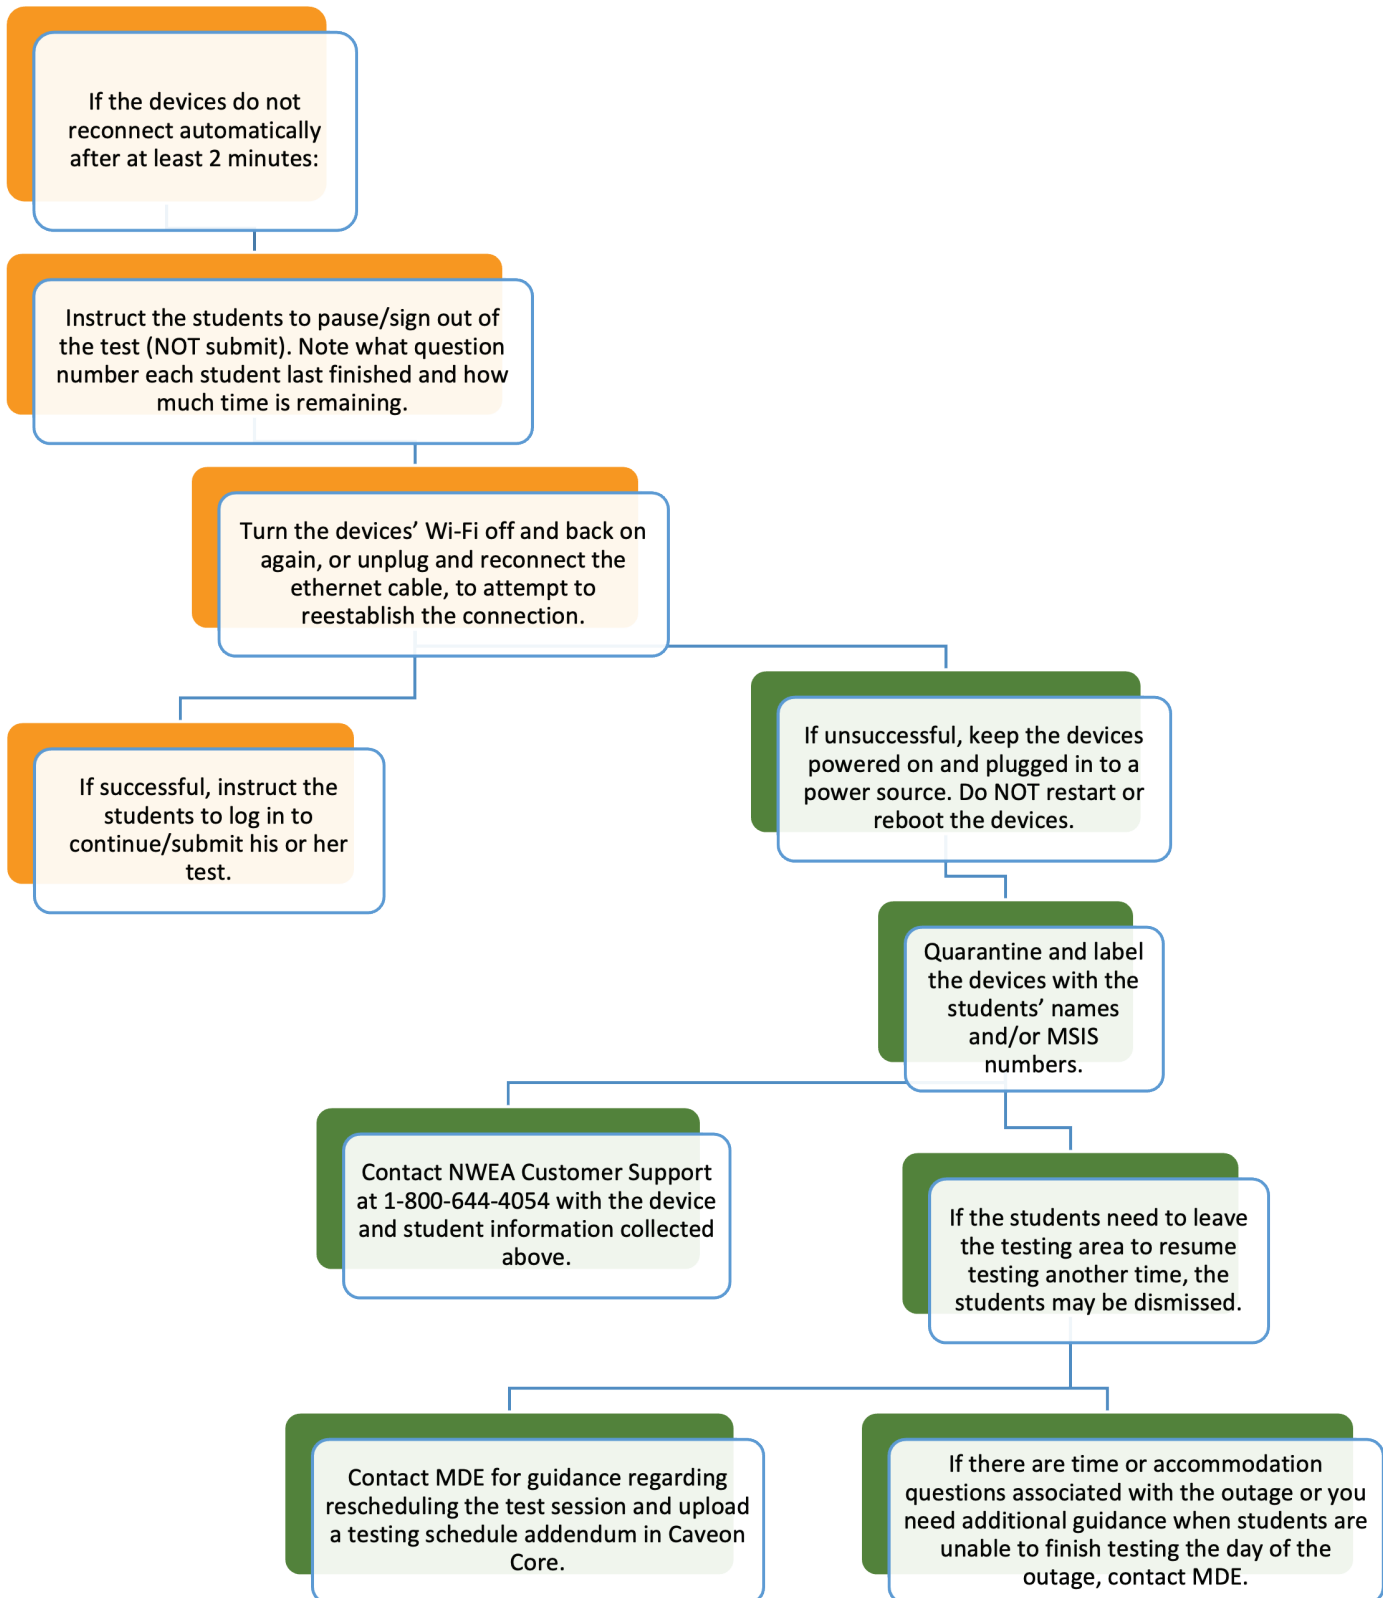 If the devices do not
reconnect automatically
after at least 2 minutes:
Instruct the students to pause/sign out of
the test (NOT submit). Note what question
number each student last finished and how
much time is remaining.
Turn the devices’ Wi-Fi off and back on
again, or unplug and reconnect the
ethernet cable, to attempt to
reestablish the connection.
If successful, instruct the
students to log in to
continue/submit his or her
test.
If unsuccessful, keep the devices
powered on and plugged in to a
power source. Do NOT restart or
reboot the devices.
Quarantine and label
the devices with the
students’ names
and/or MSIS
numbers.
Contact NWEA Customer Support
at 1-800-644-4054 with the device
and student information collected
above.
If the students need to leave
the testing area to resume
testing another time, the
students may be dismissed.
Contact MDE for guidance regarding
rescheduling the test session and upload
a testing schedule addendum in Caveon
Core.
If there are time or accommodation
questions associated with the outage or you
need additional guidance when students are
unable to finish testing the day of the
outage, contact MDE.